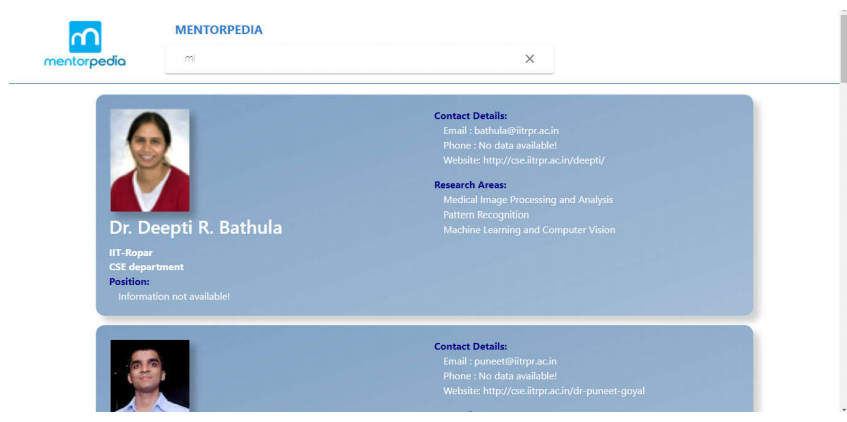 mentorpedia
MENTORPEDIA
ml
Contact Details:
Email : bathula@iitrpr.ac.in
Phone : No data available!
Website: http://cse.iitrpr.ac.in/deepti/
Research Areas:
Medical Image Processing and Analysis
Pattern Recognition
Machine Learning and Computer Vision
Dr. Deepti R. Bathula
IIT-Ropar
CSE department
Position:
Information not available!
Contact Details:
Email : puneet@iitrpr.ac.in
Phone : No data available!
Website: http://cse.iitrpr.ac.in/dr-puneet-goyal